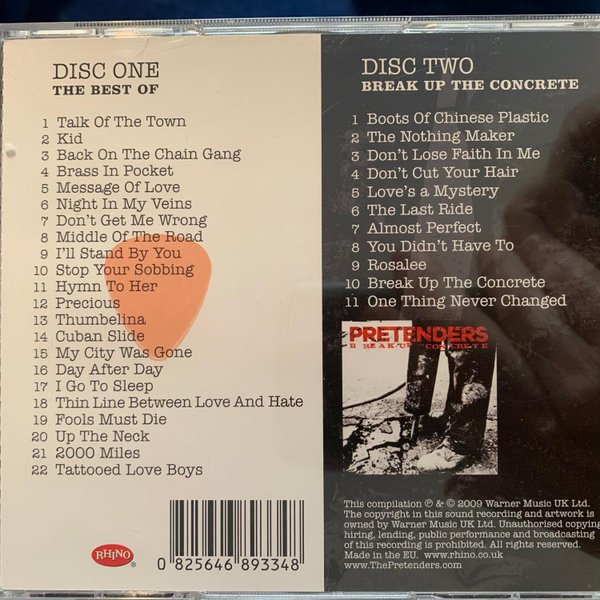 DISC ONE
THE BEST OF
1 Talk Of The Town
2 Kid
3 Back On The Chain Gang
4 Brass In Pocket
5 Message Of Love
6 Night In My Veins
7 Don't Get Me Wrong
8 Middle Of The Road
9 I'll Stand By You
10 Stop Your Sobbing
11 Hymn To Her
12 Precious
13 Thumbelina
14 Cuban Slide
15 My City Was Gone
16 Day After Day
17 I Go To Sleep
18 Thin Line Between Love And Hate
19 Fools Must Die
20 Up The Neck
21 2000 Miles
22 Tattooed Love Boys
RHINO
0 825646 893348
DISC TWO
BREAK UP THE CONCRETE
1 Boots Of Chinese Plastic
2 The Nothing Maker
3 Don't Lose Faith In Me
4 Don't Cut Your Hair
5 Love's a Mystery
6 The Last Ride
7 Almost Perfect
8 You Didn't Have To
9 Rosalee
10 Break Up The Concrete
11 One Thing Never Changed
PRETENDERS
BREAK UP THE CONCRETE
This compilation ℗ & © 2009 Warner Music UK Ltd.
The copyright in this sound recording and artwork is
owned by Warner Music UK Ltd. Unauthorised copying
hiring, lending, public performance and broadcasting
of this recording is prohibited. All rights reserved.
Made in the EU. www.rhino.co.uk
www.ThePretenders.com